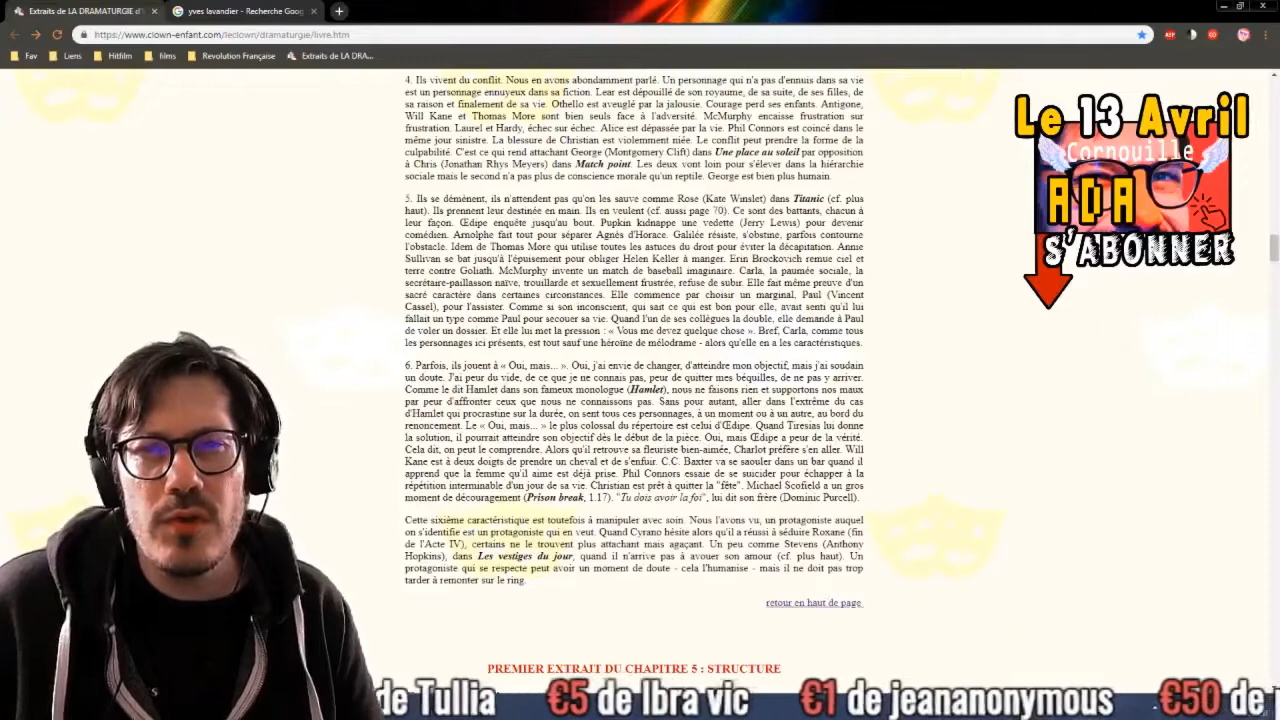 Extraits de LA DRAMATURGIE d'
yves lavandier - Recherche Goog
https://www.clown-enfant.com/leclown/dramaturgie/livre.htm
Fav
Liens
Hitfilm
films
Revolution Française
Extraits de LA DRA...
4. Ils vivent du conflit. Nous en avons abondamment parlé. Un personnage qui n'a pas d'ennuis dans sa vie
est un personnage ennuyeux dans sa fiction. Lear est dépouillé de son royaume, de sa suite, de ses filles, de
sa raison et finalement de sa vie. Othello est aveuglé par la jalousie. Courage perd ses enfants. Antigone,
Will Kane et Thomas More sont bien seuls face à l'adversité. McMurphy encaisse frustration sur
frustration. Laurel et Hardy, échec sur échec. Alice est dépassée par la vie. Phil Connors est coincé dans le
même jour sinistre. La blessure de Christian est violemment niée. Le conflit peut prendre la forme de la
culpabilité. C'est ce qui rend attachant George (Montgomery Clift) dans Une place au soleil par opposition
à Chris (Jonathan Rhys Meyers) dans Match point. Les deux vont loin pour s'élever dans la hiérarchie
sociale mais le second n'a pas plus de conscience morale qu'un reptile. George est bien plus humain.
5. Ils se démènent, ils n'attendent pas qu'on les sauve comme Rose (Kate Winslet) dans Titanic (cf. plus
haut). Ils prennent leur destinée en main. Ils en veulent (cf. aussi page 70). Ce sont des battants, chacun à
leur façon. Œdipe enquête jusqu'au bout. Pupkin kidnappe une vedette (Jerry Lewis) pour devenir
comédien. Arnolphe fait tout pour séparer Agnès d'Horace. Galilée résiste, s'obstine, parfois contourne
l'obstacle. Idem de Thomas More qui utilise toutes les astuces du droit pour éviter la décapitation. Annie
Sullivan se bat jusqu'à l'épuisement pour obliger Helen Keller à manger. Erin Brockovich remue ciel et
terre contre Goliath. McMurphy invente un match de baseball imaginaire. Carla, la paumée sociale, la
secrétaire-paillasson naïve, trouillarde et sexuellement frustrée, refuse de subir. Elle fait même preuve d'un
sacré caractère dans certaines circonstances. Elle commence par choisir un marginal, Paul (Vincent
Cassel), pour l'assister. Comme si son inconscient, qui sait ce qui est bon pour elle, avait senti qu'il lui
fallait un type comme Paul pour secouer sa vie. Quand l'un de ses collègues la double, elle demande à Paul
de voler un dossier. Et elle lui met la pression : « Vous me devez quelque chose ». Bref, Carla, comme tous
les personnages ici présents, est tout sauf une héroïne de mélodrame - alors qu'elle en a les caractéristiques.
6. Parfois, ils jouent à « Oui, mais... ». Oui, j'ai envie de changer, d'atteindre mon objectif, mais j'ai soudain
un doute. J'ai peur du vide, de ce que je ne connais pas, peur de quitter mes béquilles, de ne pas y arriver.
Comme le dit Hamlet dans son fameux monologue (Hamlet), nous ne faisons rien et supportons nos maux
par peur d'affronter ceux que nous ne connaissons pas. Sans pour autant, aller dans l'extrême du cas
d'Hamlet qui procrastine sur la durée, on sent tous ces personnages, à un moment ou à un autre, au bord du
renoncement. Le « Oui, mais... » le plus colossal du répertoire est celui d'Œdipe. Quand Tiresias lui donne
la solution, il pourrait atteindre son objectif dès le début de la pièce. Oui, mais Œdipe a peur de la vérité.
Cela dit, on peut le comprendre. Alors qu'il retrouve sa fleuriste bien-aimée, Charlot préfère s'en aller. Will
Kane est à deux doigts de prendre un cheval et de s'enfuir. C.C. Baxter va se saouler dans un bar quand il
apprend que la femme qu'il aime est déjà prise. Phil Connors essaie de se suicider pour échapper à la
répétition interminable d'un jour de sa vie. Christian est prêt à quitter la "fête". Michael Scofield a un gros
moment de découragement (Prison break, 1.17). "Tu dois avoir la foi", lui dit son frère (Dominic Purcell).
Cette sixième caractéristique est toutefois à manipuler avec soin. Nous l'avons vu, un protagoniste auquel
on s'identifie est un protagoniste qui en veut. Quand Cyrano hésite alors qu'il a réussi à séduire Roxane (fin
de l'Acte IV), certains ne le trouvent plus attachant mais agaçant. Un peu comme Stevens (Anthony
Hopkins), dans Les vestiges du jour, quand il n'arrive pas à avouer son amour (cf. plus haut). Un
protagoniste qui se respecte peut avoir un moment de doute - cela l'humanise - mais il ne doit pas trop
tarder à remonter sur le ring.
retour en haut de page
PREMIER EXTRAIT DU CHAPITRE 5 : STRUCTURE
Le 13 Avril
Cornouille
ADA
S'ABONNER
de Tullia €5 de Ibra vic €1 de jeananonymous €50 de